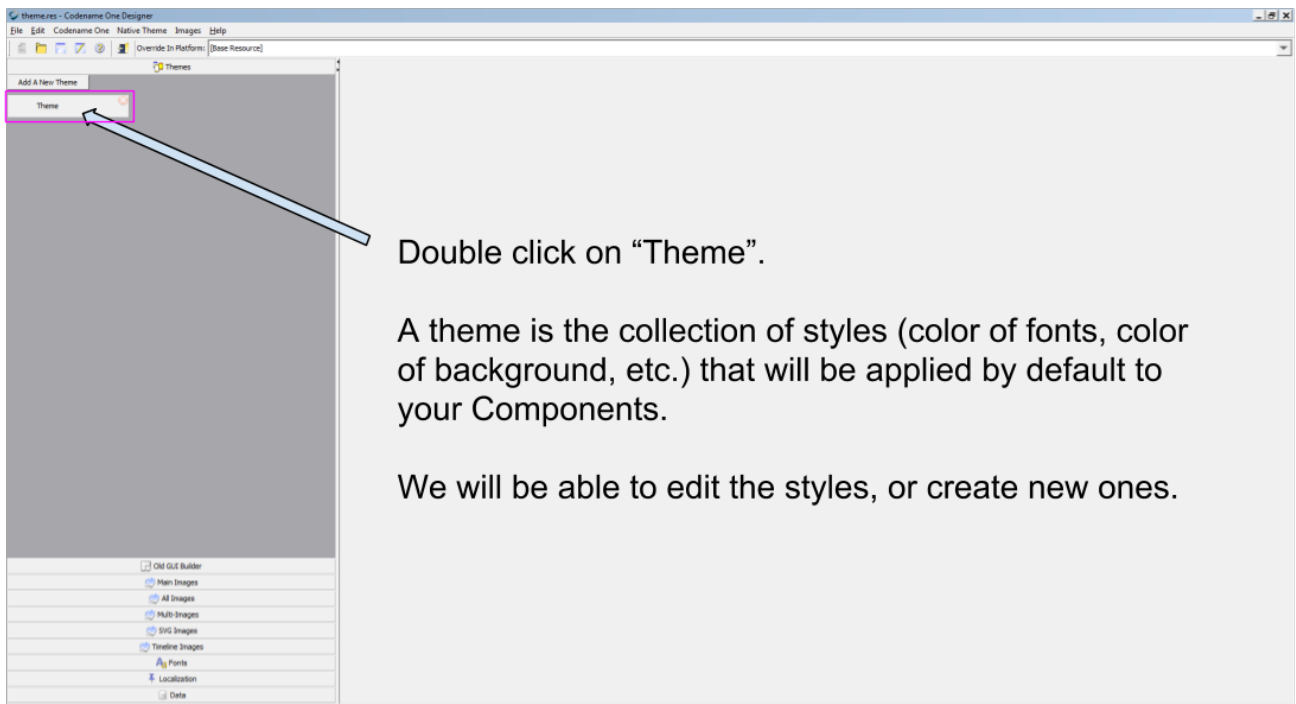 theme.res - Codename One Designer
File Edit Codename One Native Theme Images Help
Override In Platform: [Base Resource]
Themes
Add A New Theme
Theme
Double click on “Theme”.
A theme is the collection of styles (color of fonts, color
of background, etc.) that will be applied by default to
your Components.
We will be able to edit the styles, or create new ones.
Old GUI Builder
Main Images
All Images
Multi-Images
SVG Images
Timeline Images
Fonts
Localization
Data